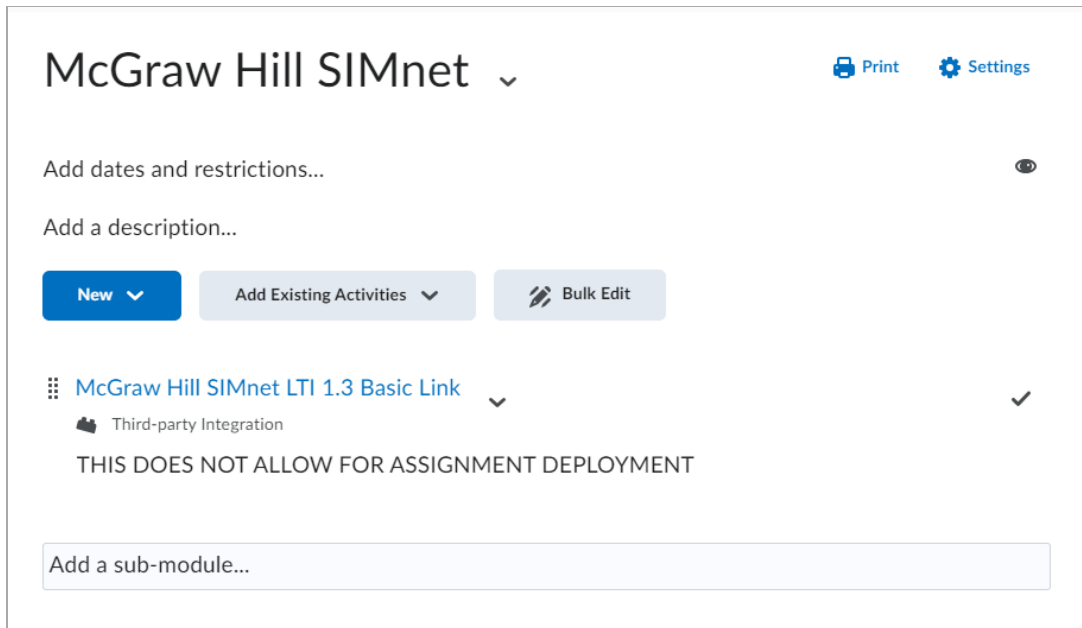 McGraw Hill SIMnet
Print
Settings
Add dates and restrictions...
Add a description...
New
Add Existing Activities
Bulk Edit
McGraw Hill SIMnet LTI 1.3 Basic Link
Third-party Integration
THIS DOES NOT ALLOW FOR ASSIGNMENT DEPLOYMENT
Add a sub-module...